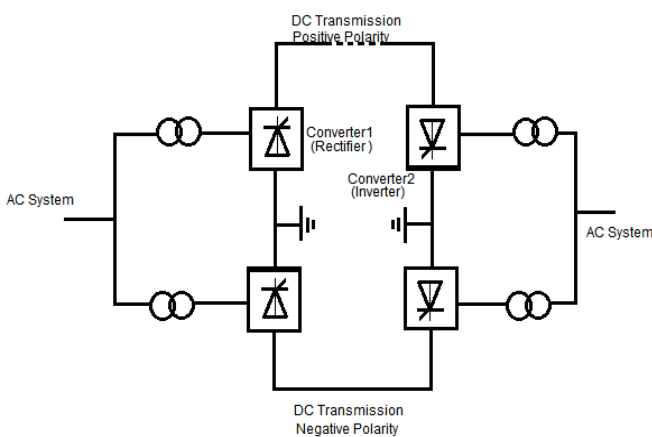 DC Transmission
Positive Polarity
Converter1
(Rectifier)
Converter2
(Inverter)
AC System
AC System
DC Transmission
Negative Polarity